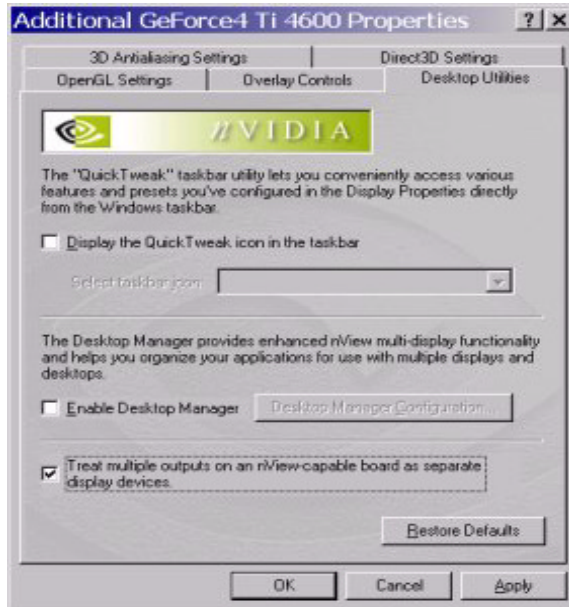 Additional GeForce4 Ti 4600 Properties
3D Antialiasing Settings
Direct3D Settings
OpenGL Settings
Overlay Controls
Desktop Utilities
nVIDIA
The "QuickTweak" taskbar utility lets you conveniently access various
features and presets you've configured in the Display Properties directly
from the Windows taskbar.
Display the QuickTweak icon in the taskbar
Select taskbar icon:
The Desktop Manager provides enhanced nView multi-display functionality
and helps you organize your applications for use with multiple displays and
desktops.
Enable Desktop Manager
Desktop Manager Configuration...
Treat multiple outputs on an nView-capable board as separate
display devices.
Restore Defaults
OK
Cancel
Apply